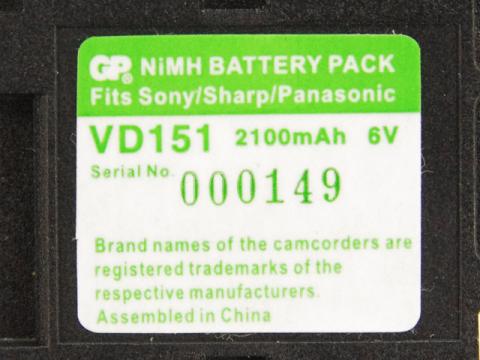 GP® NiMH BATTERY PACK
Fits Sony/Sharp/Panasonic
VD151 2100mAh 6V
Serial No. 000149
Brand names of the camcorders are
registered trademarks of the
respective manufacturers.
Assembled in China